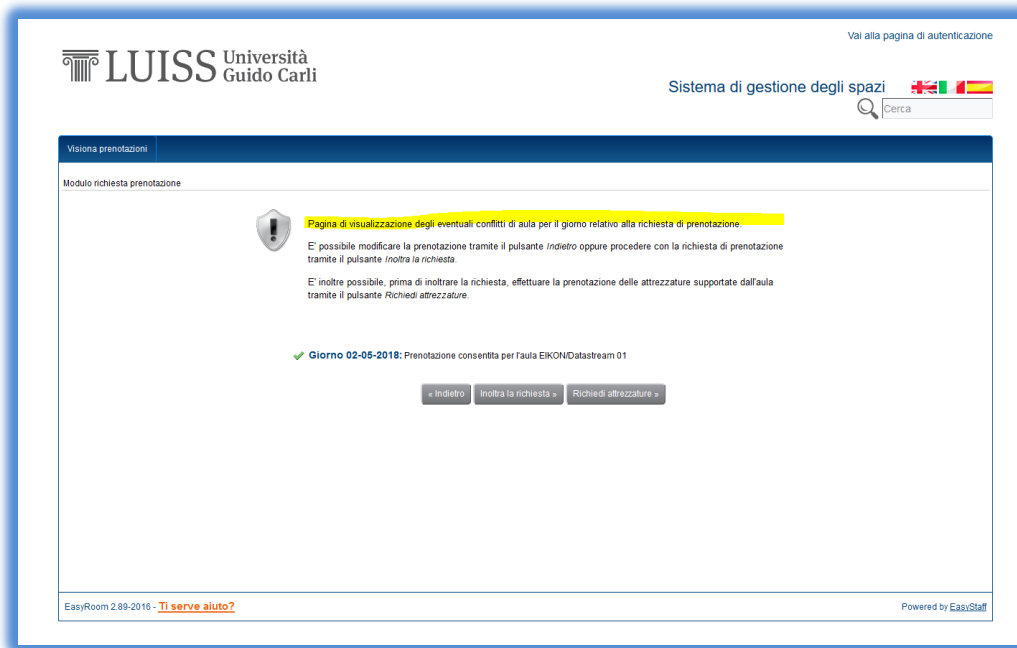 Vai alla pagina di autenticazione
LUISS Università
Guido Carli
Sistema di gestione degli spazi
Cerca
Visiona prenotazioni
Modulo richiesta prenotazione
Pagina di visualizzazione degli eventuali conflitti di aula per il giorno relativo alla richiesta di prenotazione.
E' possibile modificare la prenotazione tramite il pulsante Indietro oppure procedere con la richiesta di prenotazione
tramite il pulsante Inoltra la richiesta.
E' inoltre possibile, prima di inoltrare la richiesta, effettuare la prenotazione delle attrezzature supportate dall'aula
tramite il pulsante Richiedi attrezzature.
Giorno 02-05-2018: Prenotazione consentita per l'aula EIKON/Datastream 01
« Indietro Inoltra la richiesta » Richiedi attrezzature »
EasyRoom 2.89-2016 - Ti serve aiuto? Powered by EasyStaff